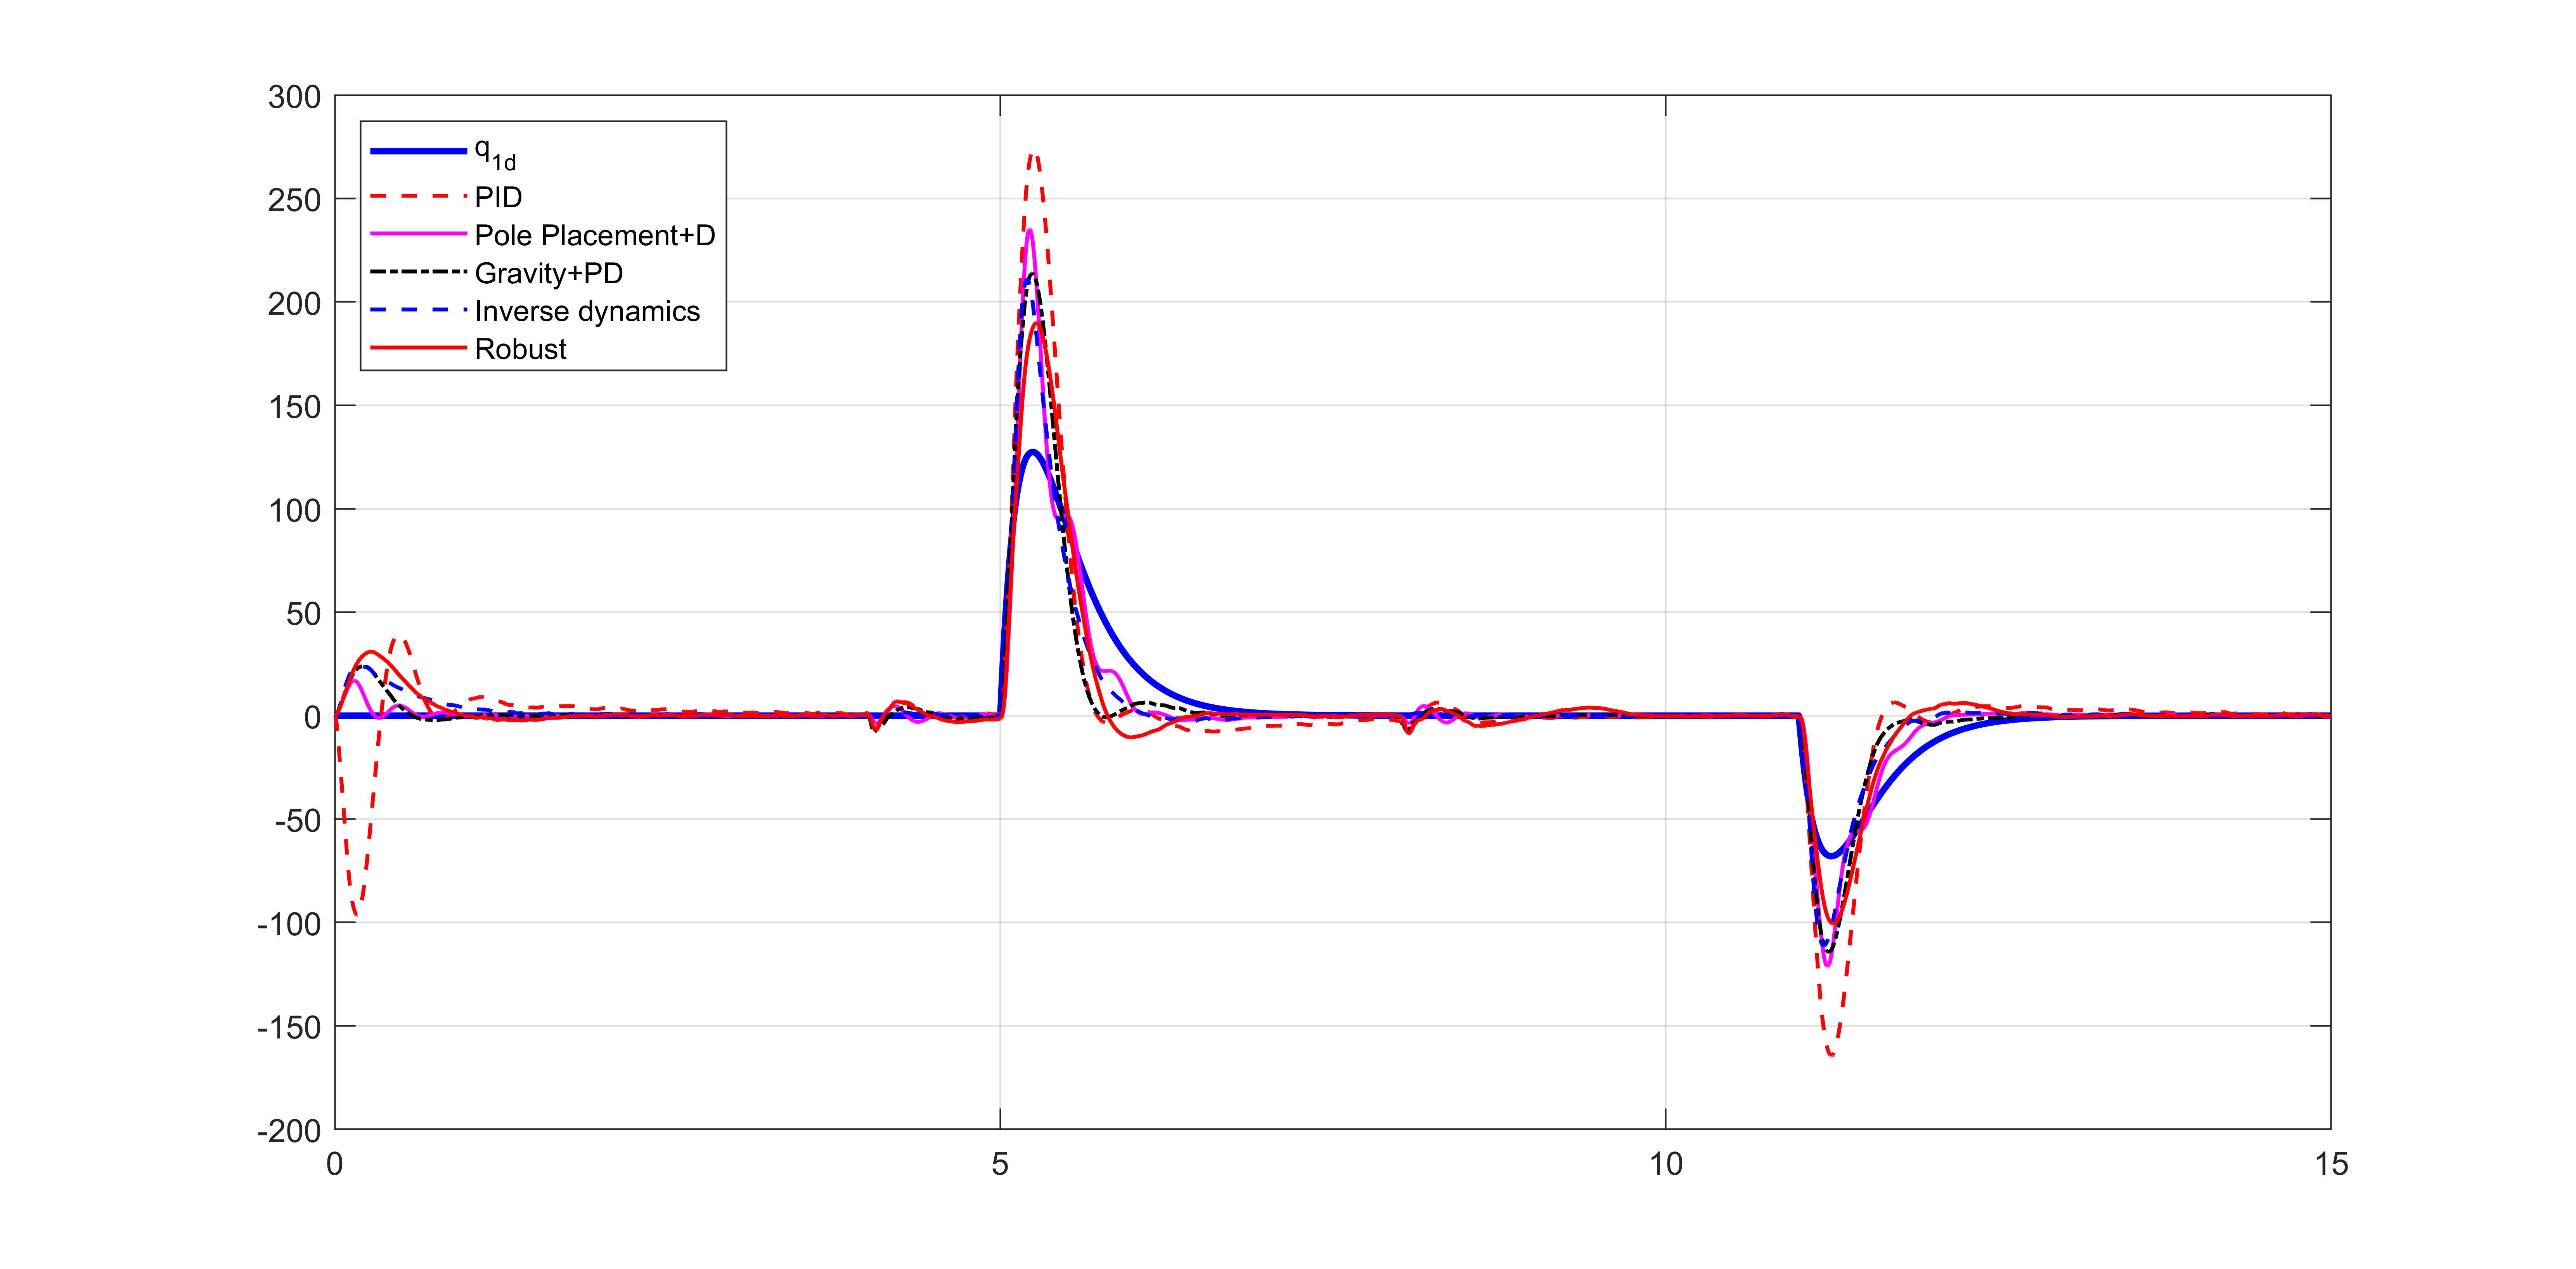 300
250
200
150
100
50
0
-50
-100
-150
-200
0 5 10 15
q1d
PID
Pole Placement+D
Gravity+PD
Inverse dynamics
Robust